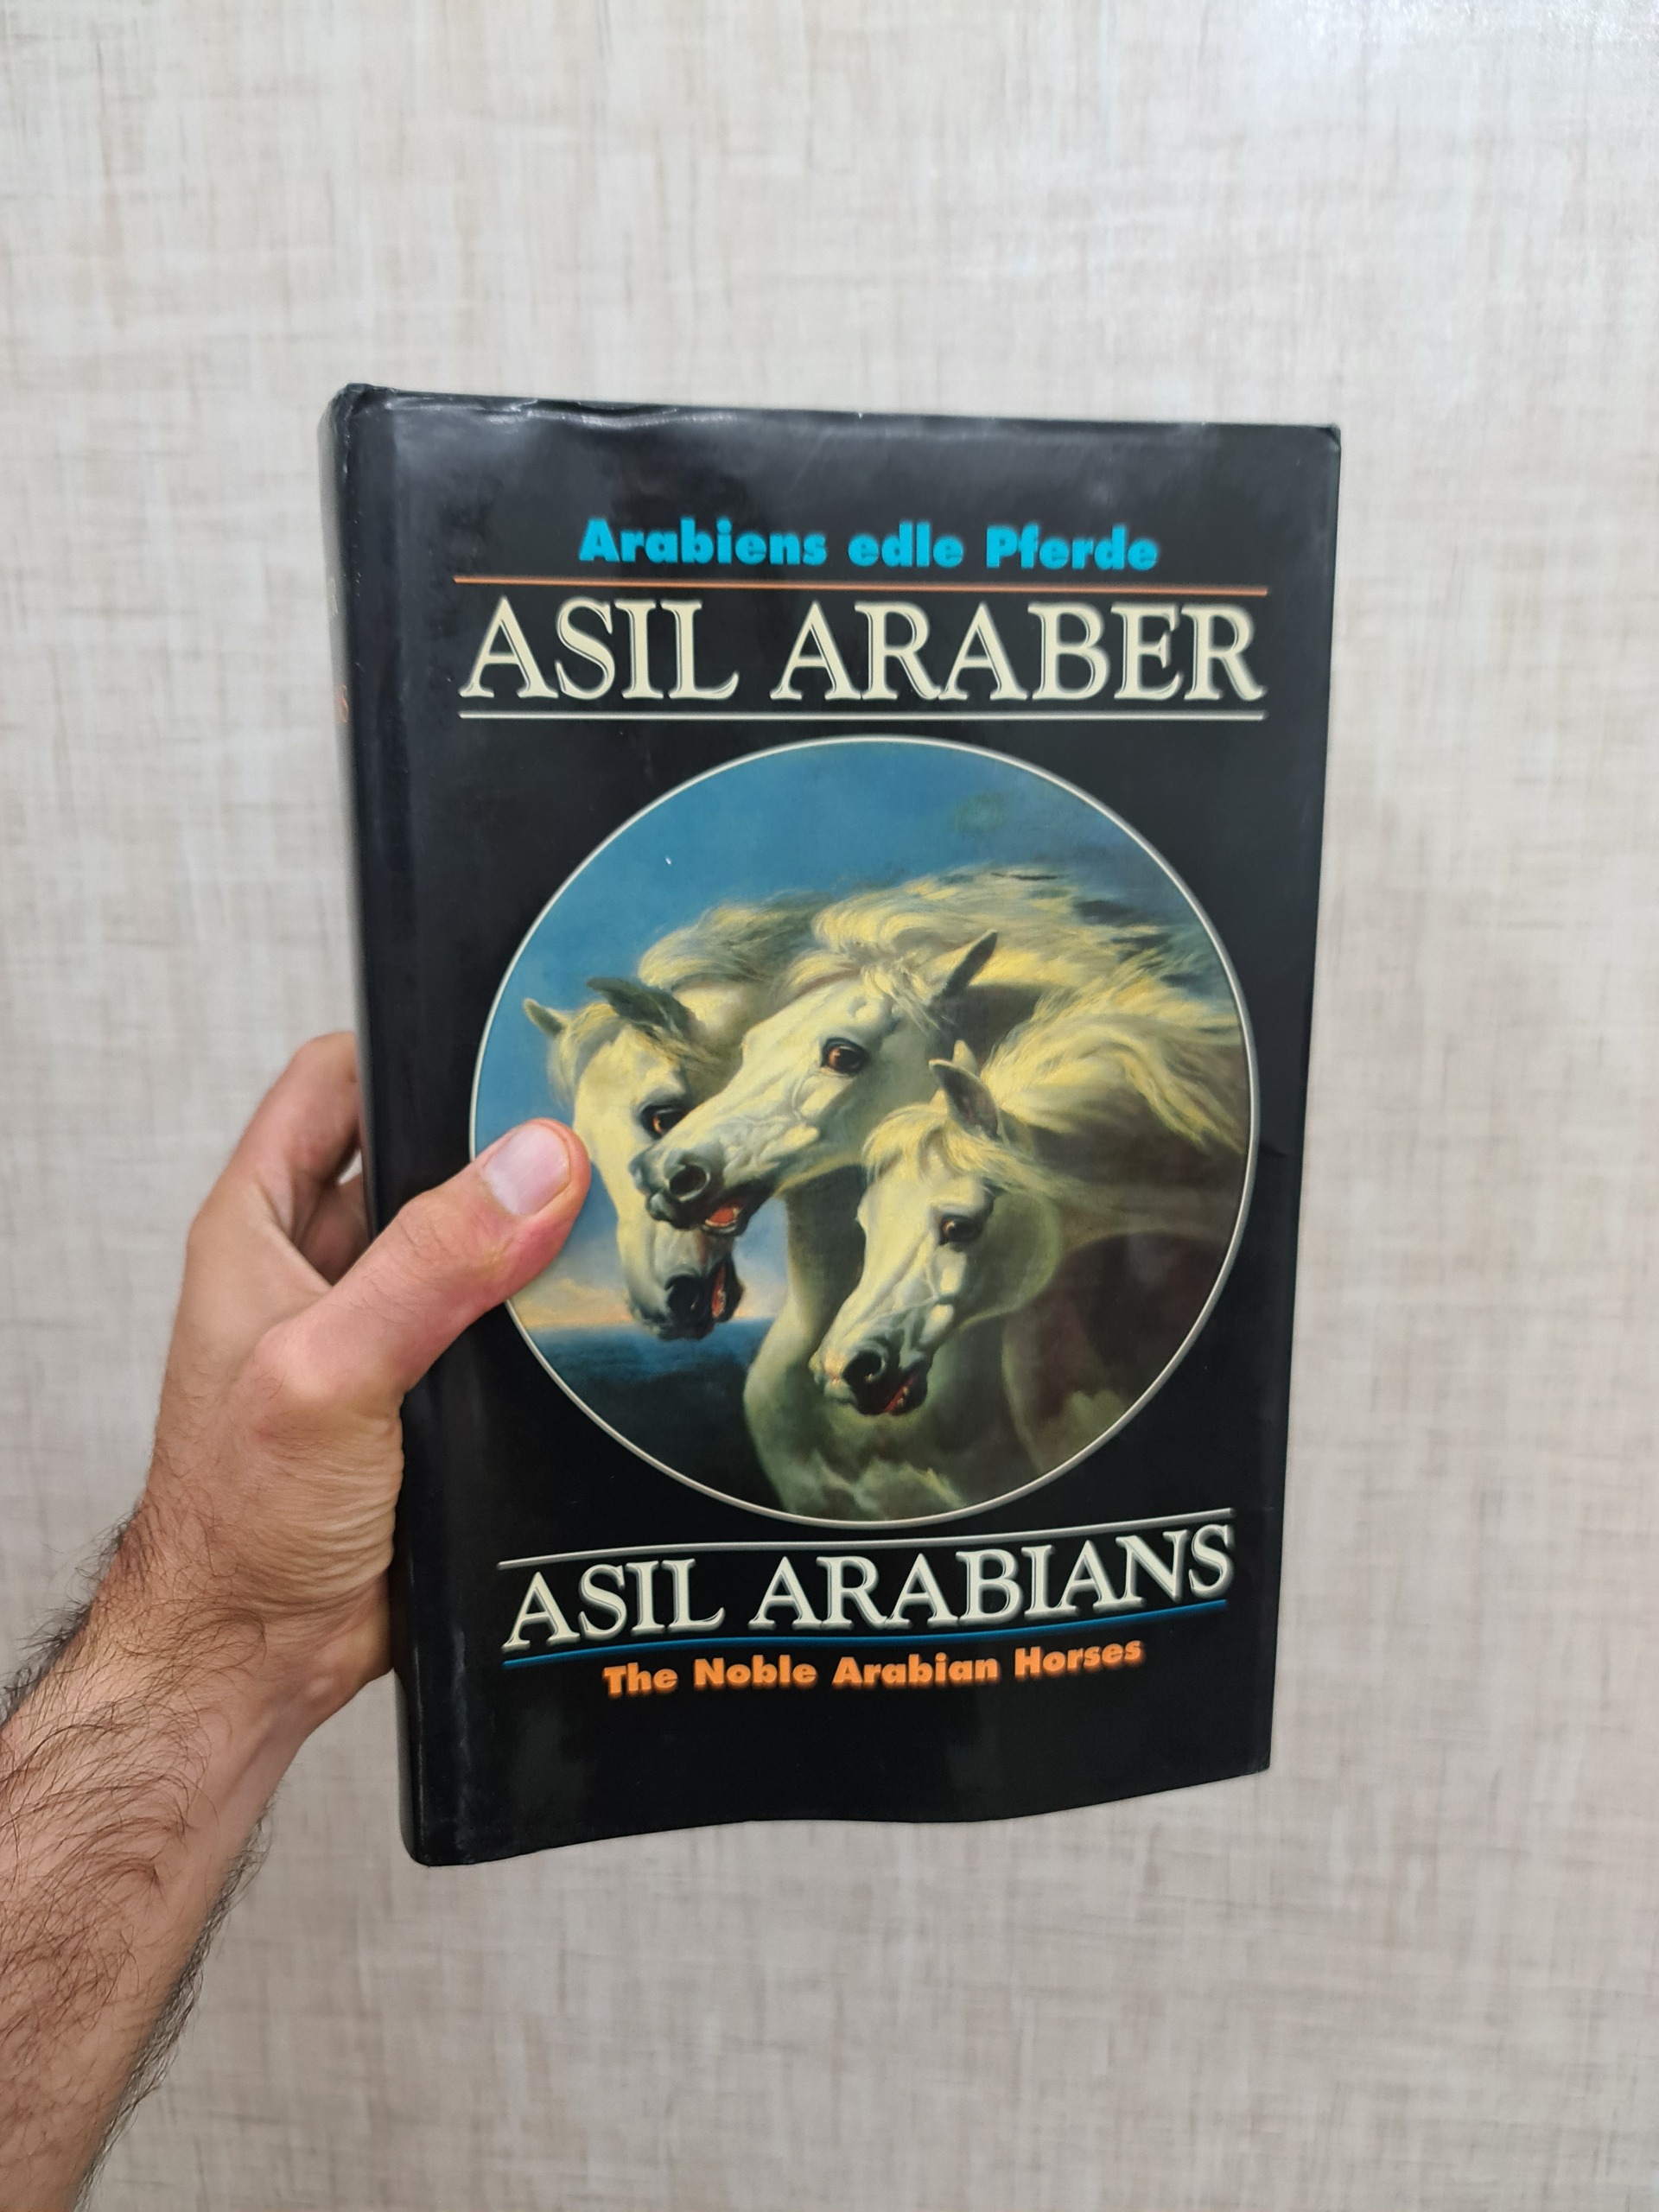 Arabiens edle Pferde
ASIL ARABER
ASIL ARABIANS
The Noble Arabian Horses